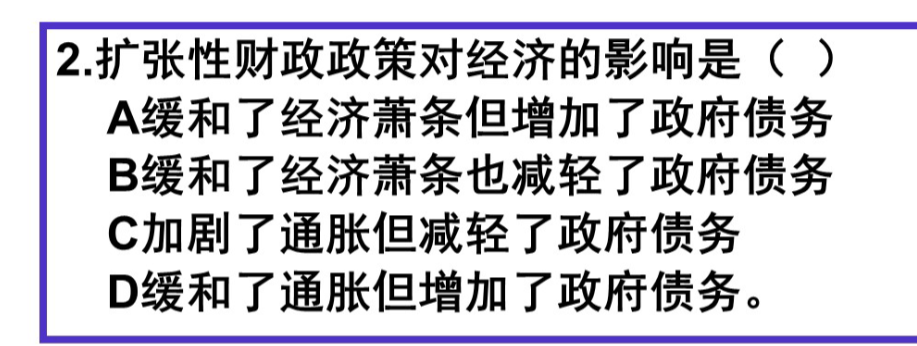 2.扩张性财政政策对经济的影响是（ ）
A缓和了经济萧条但增加了政府债务
B缓和了经济萧条也减轻了政府债务
C加剧了通胀但减轻了政府债务
D缓和了通胀但增加了政府债务。